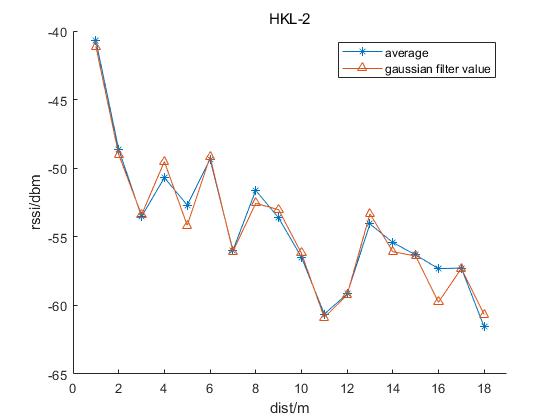 HKL-2
average
gaussian filter value
rssi/dbm
-40
-45
-50
-55
-60
-65
0 2 4 6 8 10 12 14 16 18
dist/m